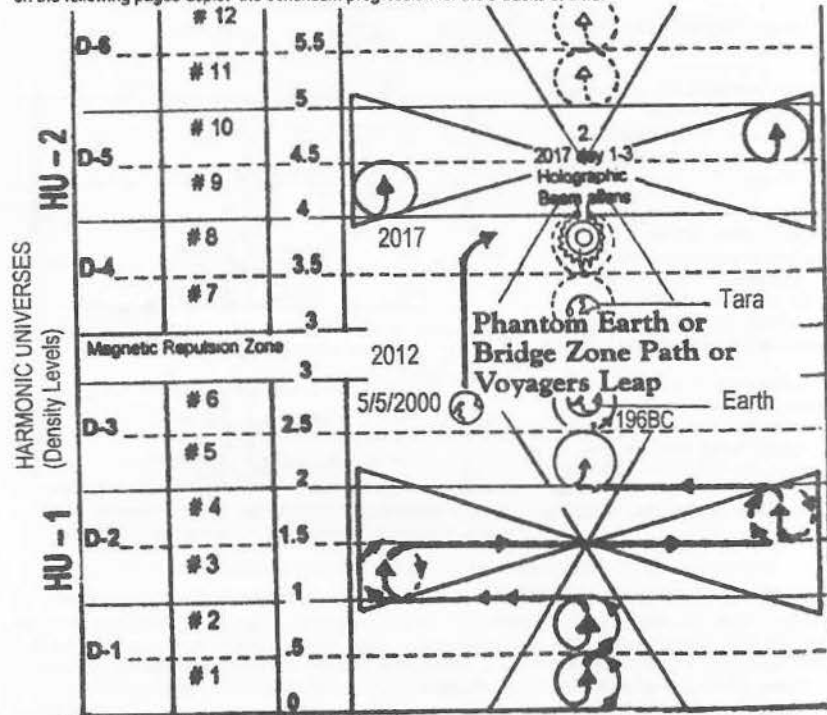 # 12
D-6
5.5
# 11
5
# 10
2.
D-5
4.5
2017 day 1-3
Holographic
Beam aligns
# 9
4
# 8
2017
D-4
3.5
# 7
Tara
3
Phantom Earth or
Bridge Zone Path or
Voyagers Leap
Magnetic Repulsion Zone
2012
3
# 6
5/5/2000
Earth
196BC
D-3
2.5
# 5
2
# 4
D-2
1.5
# 3
1
# 2
D-1
.5
# 1
0
HARMONIC UNIVERSES
(Density Levels)
HU - 2
HU - 1